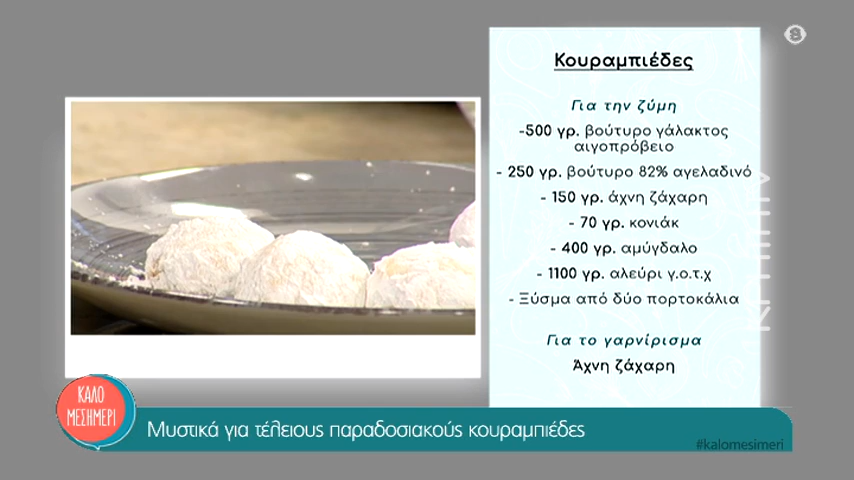 8
Κουραμπιέδες
Για την ζύμη
-500 γρ. βούτυρο γάλακτος
αιγοπρόβειο
- 250 γρ. βούτυρο 82% αγελαδινό
- 150 γρ. άχνη ζάχαρη
- 70 γρ. κονιάκ
- 400 γρ. αμύγδαλο
- 1100 γρ. αλεύρι γ.ο.τ.χ
- Ξύσμα από δύο πορτοκάλια
Για το γαρνίρισμα
Άχνη ζάχαρη
ΚΑΛΟ
ΜΕΣΗΜΕΡΙ
Μυστικά για τέλειους παραδοσιακούς κουραμπιέδες
#kalomesimeri